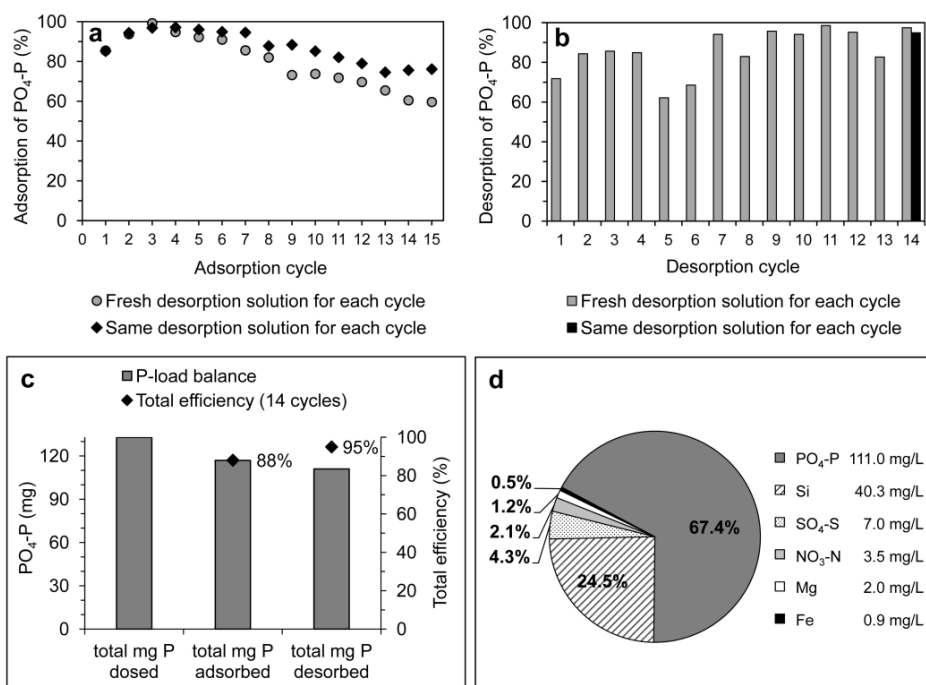 a
Adsorption of PO₄-P (%)
100
80
60
40
20
0
0 1 2 3 4 5 6 7 8 9 10 11 12 13 14 15
Adsorption cycle
Fresh desorption solution for each cycle
Same desorption solution for each cycle
b
Desorption of PO₄-P (%)
100
80
60
40
20
0
1 2 3 4 5 6 7 8 9 10 11 12 13 14
Desorption cycle
Fresh desorption solution for each cycle
Same desorption solution for each cycle
c
P-load balance
Total efficiency (14 cycles)
PO₄-P (mg)
120
90
60
30
0
88%
95%
100
80
60
40
20
0
Total efficiency (%)
total mg P dosed
total mg P adsorbed
total mg P desorbed
d
0.5%
1.2%
2.1%
4.3%
24.5%
67.4%
PO₄-P 111.0 mg/L
Si 40.3 mg/L
SO₄-S 7.0 mg/L
NO₃-N 3.5 mg/L
Mg 2.0 mg/L
Fe 0.9 mg/L